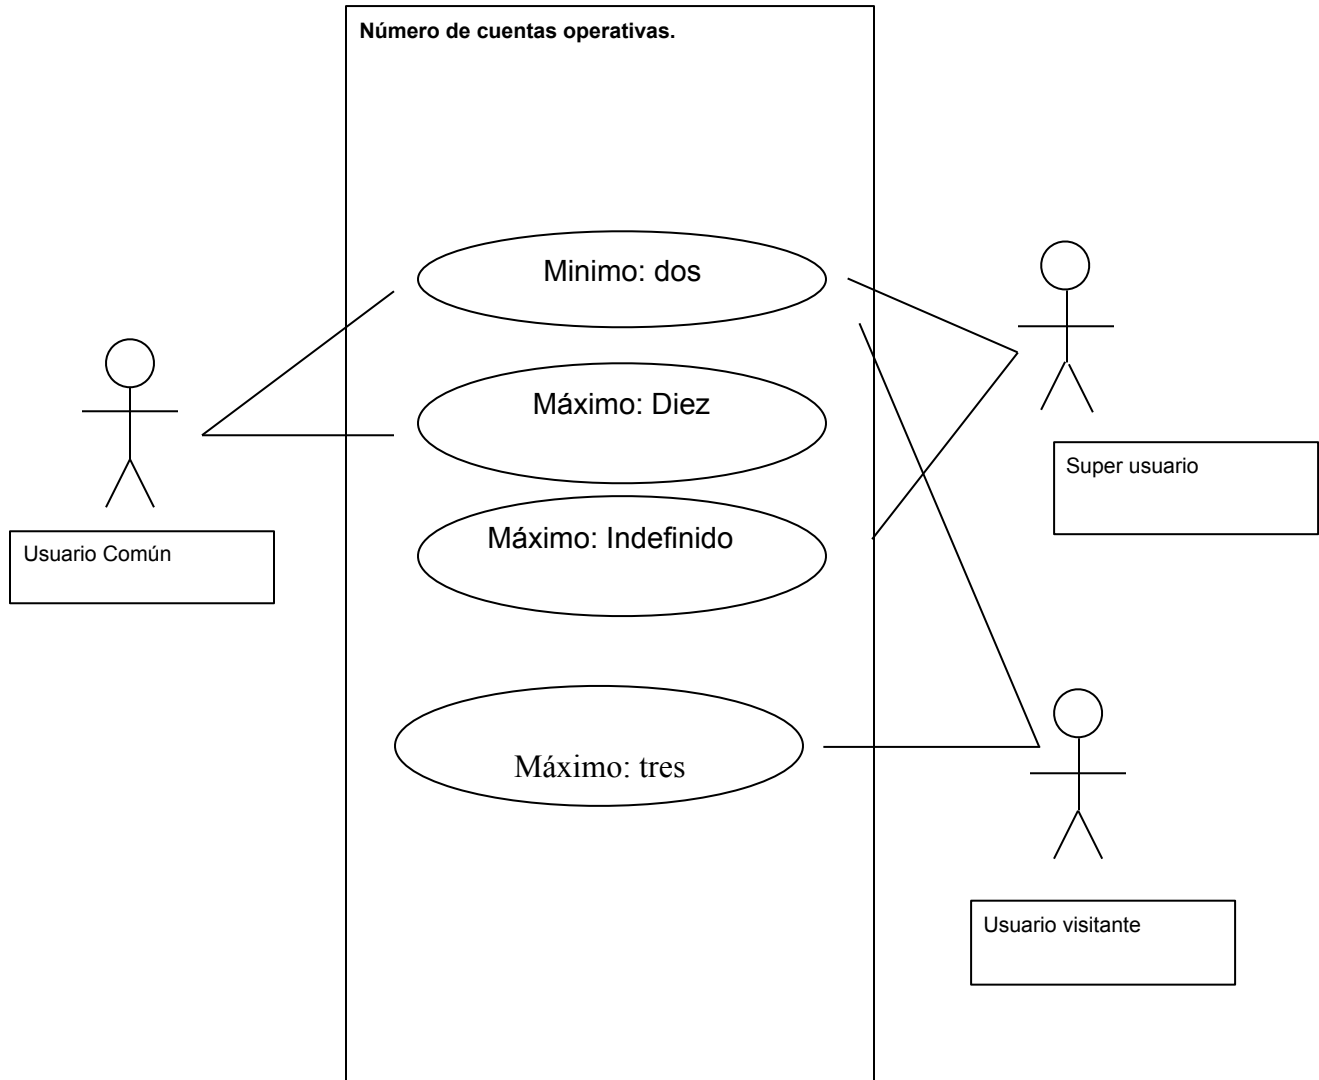 Número de cuentas operativas.
Minimo: dos
Máximo: Diez
Super usuario
Máximo: Indefinido
Usuario Común
Máximo: tres
Usuario visitante